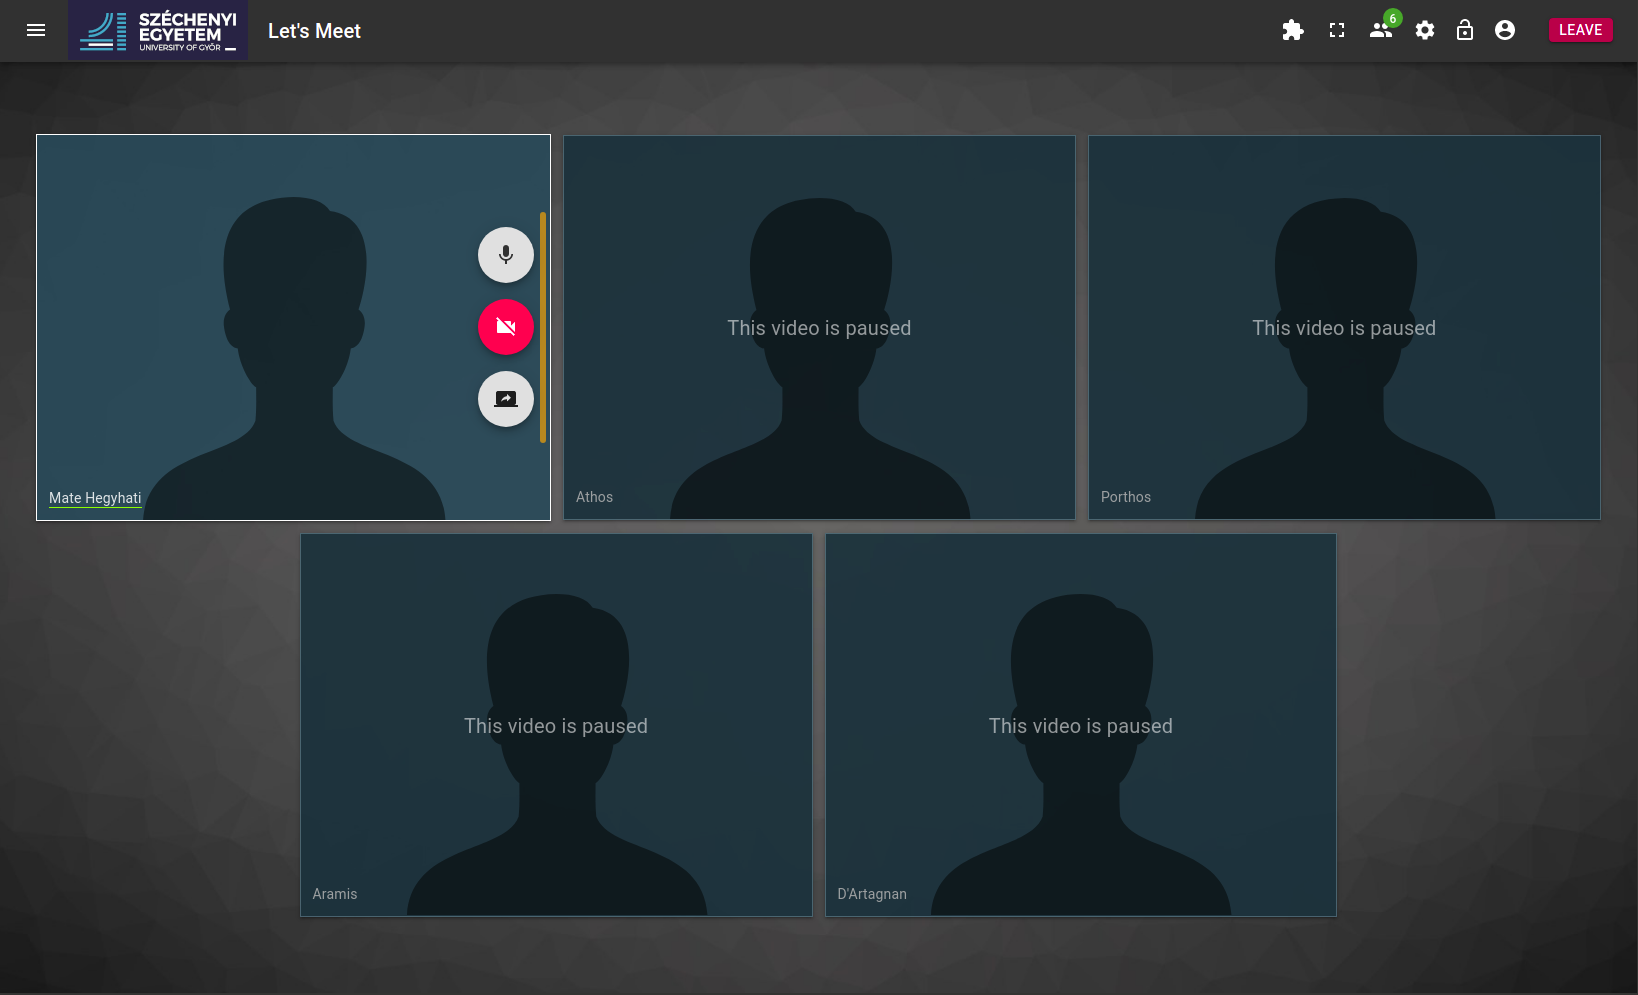 SZÉCHENYI
EGYETEM
UNIVERSITY OF GYŐR
Let's Meet
6
LEAVE
Mate Hegyhati
This video is paused
Athos
This video is paused
Porthos
This video is paused
Aramis
This video is paused
D'Artagnan